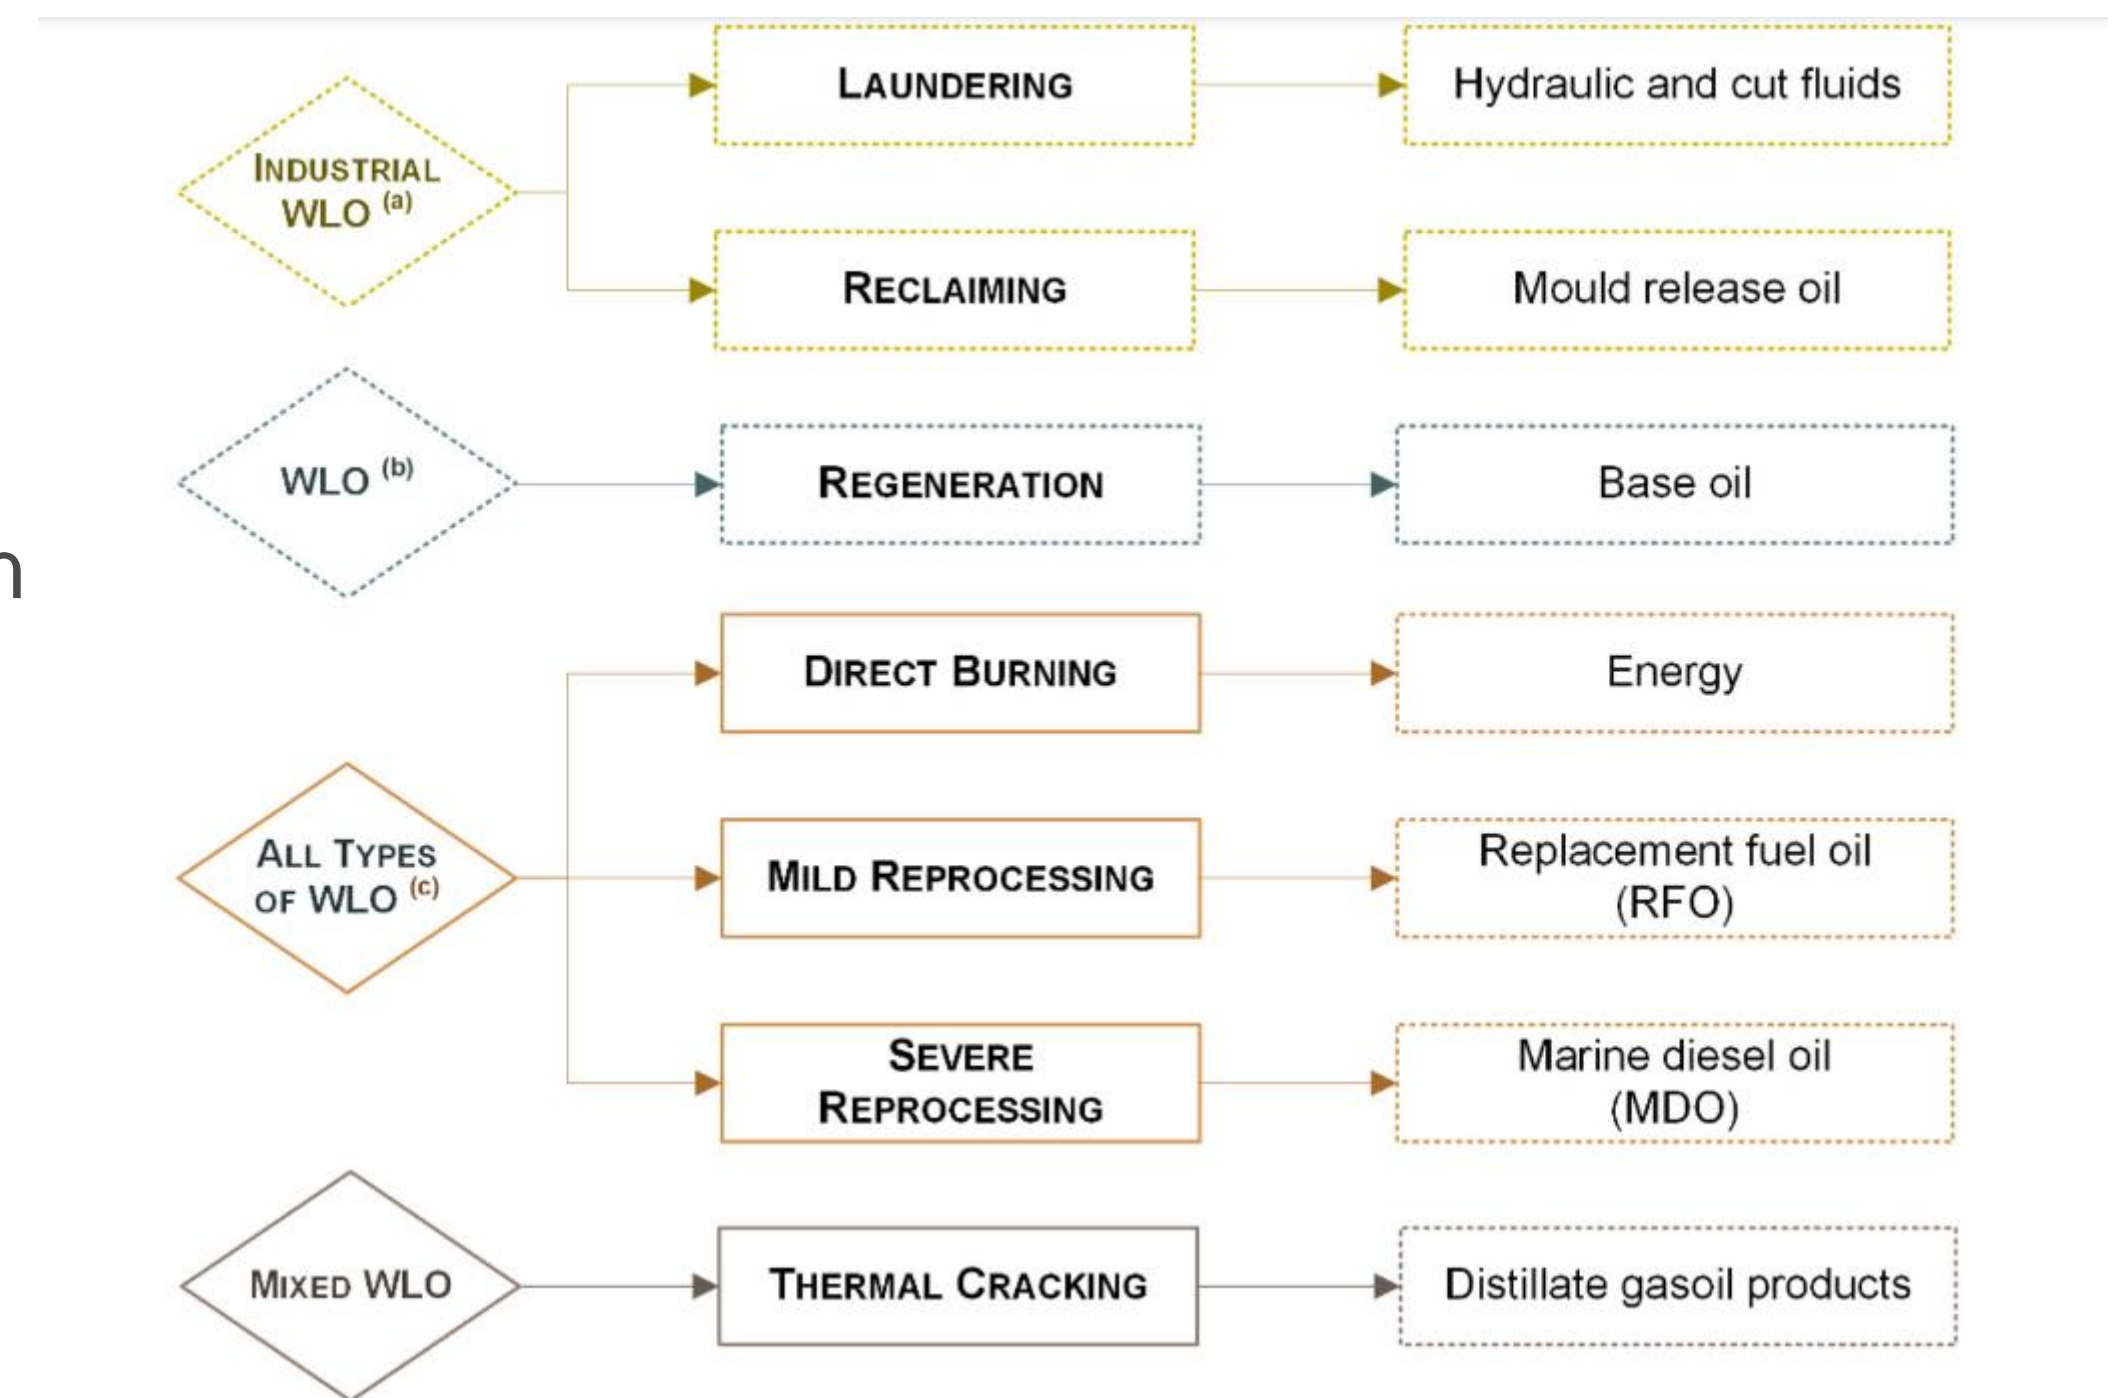 LAUNDERING
Hydraulic and cut fluids
INDUSTRIAL
WLO (a)
RECLAIMING
Mould release oil
WLO (b)
REGENERATION
Base oil
n
DIRECT BURNING
Energy
ALL TYPES
OF WLO (c)
MILD REPROCESSING
Replacement fuel oil
(RFO)
SEVERE
REPROCESSING
Marine diesel oil
(MDO)
MIXED WLO
THERMAL CRACKING
Distillate gasoil products